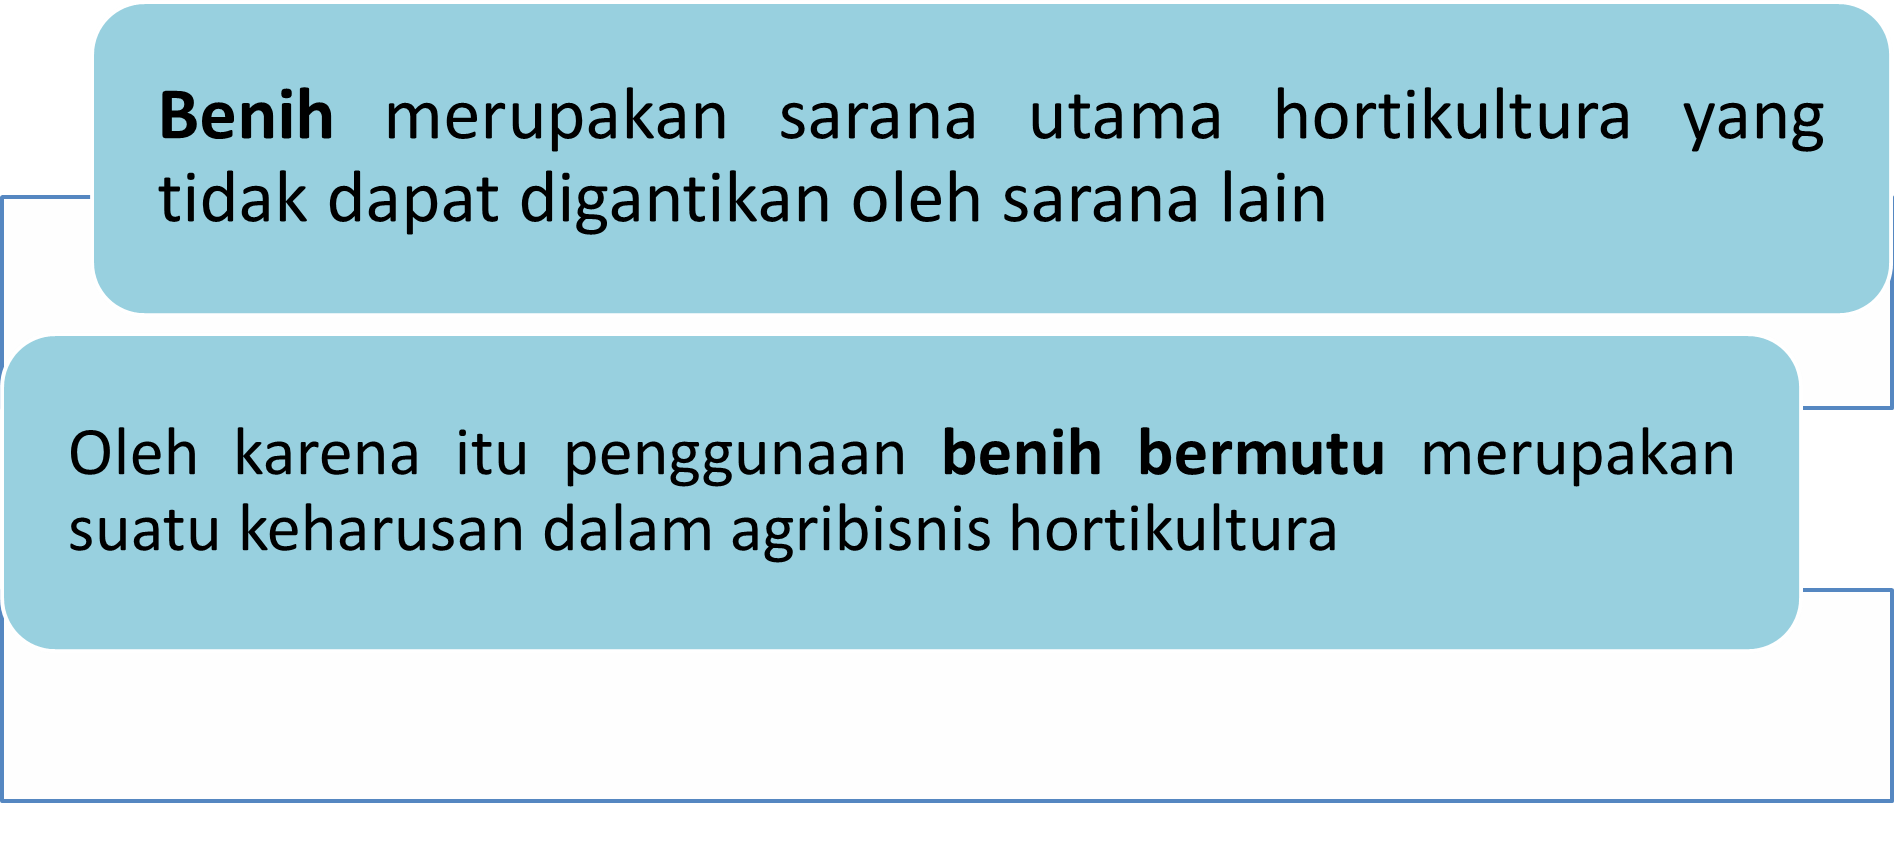 Benih merupakan sarana utama hortikultura yang
tidak dapat digantikan oleh sarana lain
Oleh karena itu penggunaan benih bermutu merupakan
suatu keharusan dalam agribisnis hortikultura